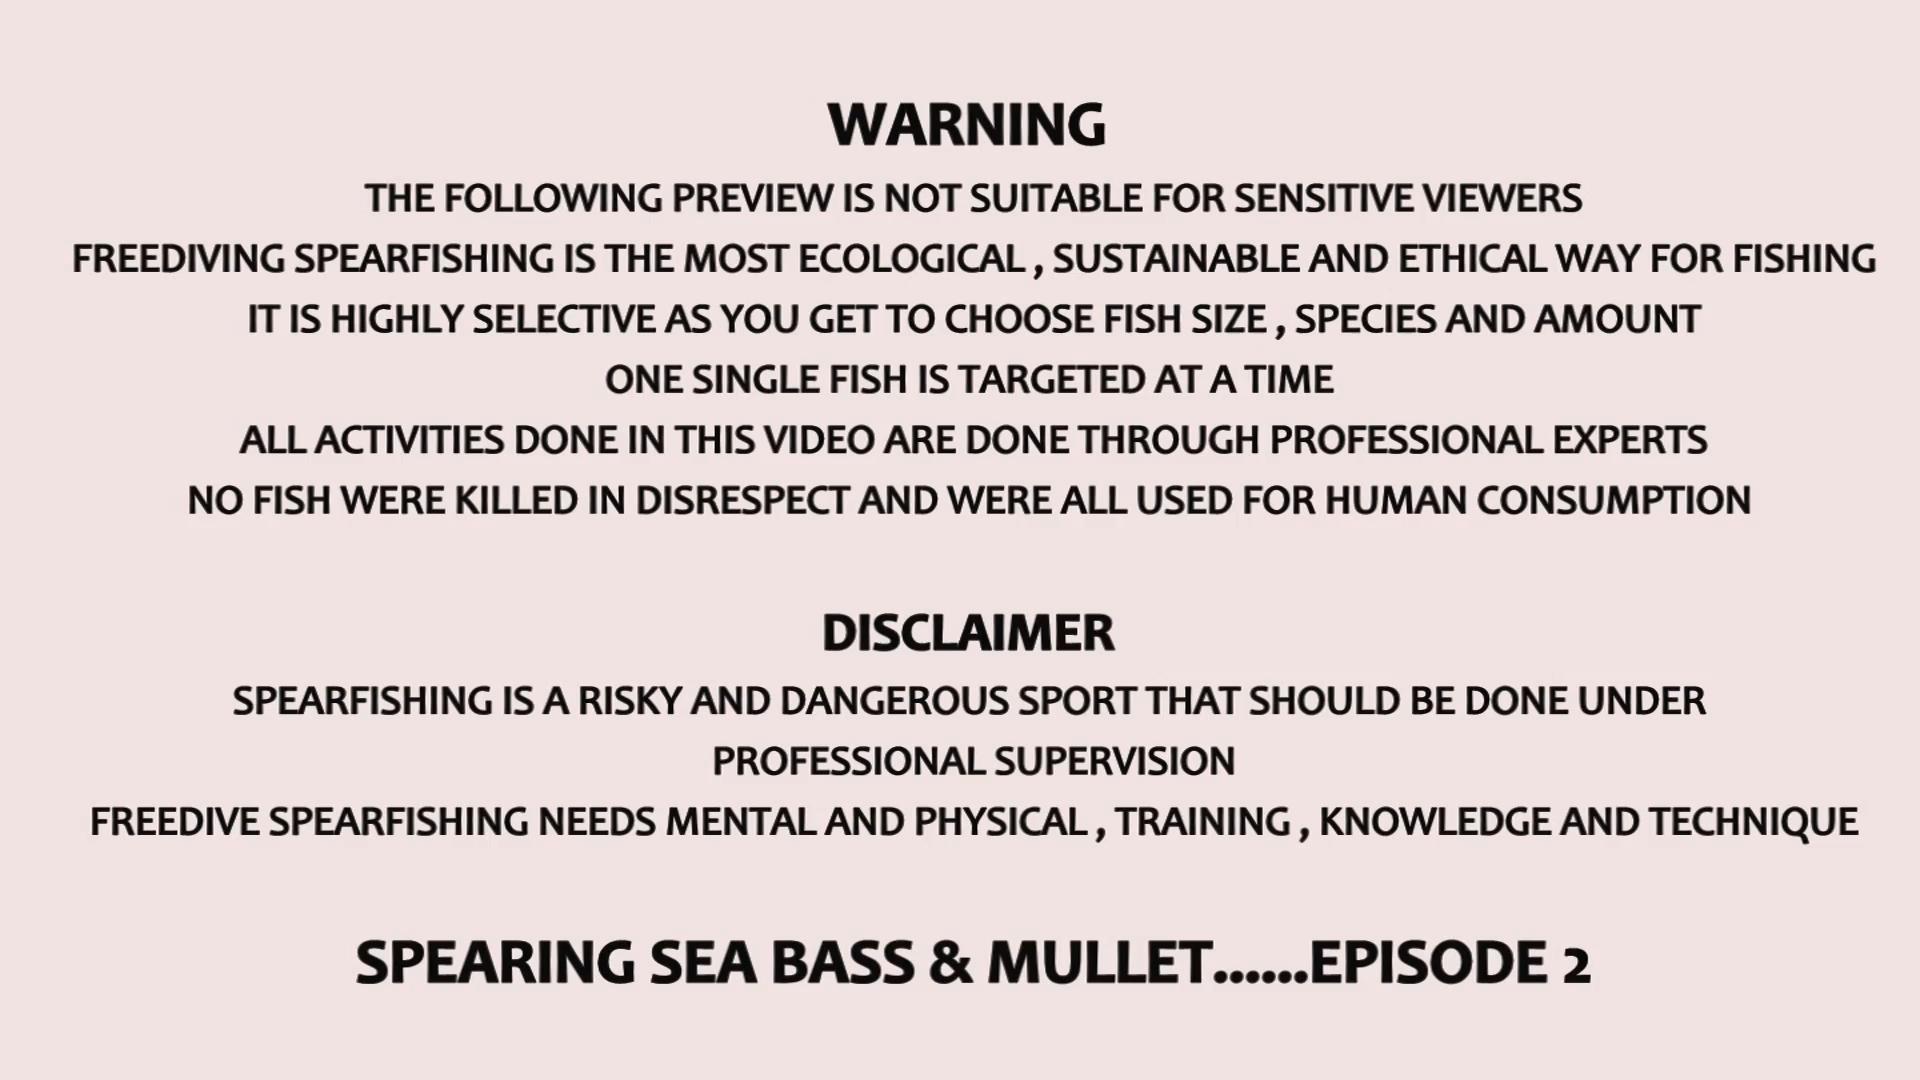 WARNING
THE FOLLOWING PREVIEW IS NOT SUITABLE FOR SENSITIVE VIEWERS
FREEDIVING SPEARFISHING IS THE MOST ECOLOGICAL , SUSTAINABLE AND ETHICAL WAY FOR FISHING
IT IS HIGHLY SELECTIVE AS YOU GET TO CHOOSE FISH SIZE , SPECIES AND AMOUNT
ONE SINGLE FISH IS TARGETED AT A TIME
ALL ACTIVITIES DONE IN THIS VIDEO ARE DONE THROUGH PROFESSIONAL EXPERTS
NO FISH WERE KILLED IN DISRESPECT AND WERE ALL USED FOR HUMAN CONSUMPTION
DISCLAIMER
SPEARFISHING IS A RISKY AND DANGEROUS SPORT THAT SHOULD BE DONE UNDER
PROFESSIONAL SUPERVISION
FREEDIVE SPEARFISHING NEEDS MENTAL AND PHYSICAL , TRAINING , KNOWLEDGE AND TECHNIQUE
SPEARING SEA BASS & MULLET......EPISODE 2